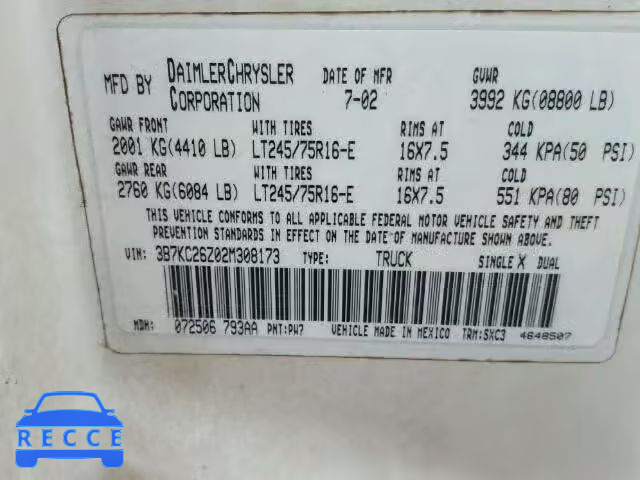 MFD BY DAIMLERCHRYSLER CORPORATION DATE OF MFR 7-02 GVWR 3992 KG(08800 LB)
GAWR FRONT WITH TIRES RIMS AT COLD
2001 KG(4410 LB) LT245/75R16-E 16X7.5 344 KPA(50 PSI)
GAWR REAR WITH TIRES RIMS AT COLD
2760 KG(6084 LB) LT245/75R16-E 16X7.5 551 KPA(80 PSI)
THIS VEHICLE CONFORMS TO ALL APPLICABLE FEDERAL MOTOR VEHICLE SAFETY AND THEFT
PREVENTION STANDARDS IN EFFECT ON THE DATE OF MANUFACTURE SHOWN ABOVE.
VIN: 3B7KC26Z02M308173 TYPE: TRUCK SINGLE X DUAL
MDH: 072506 793AA PNT:PW7 VEHICLE MADE IN MEXICO TRM:SXC3 4648507
RECCE